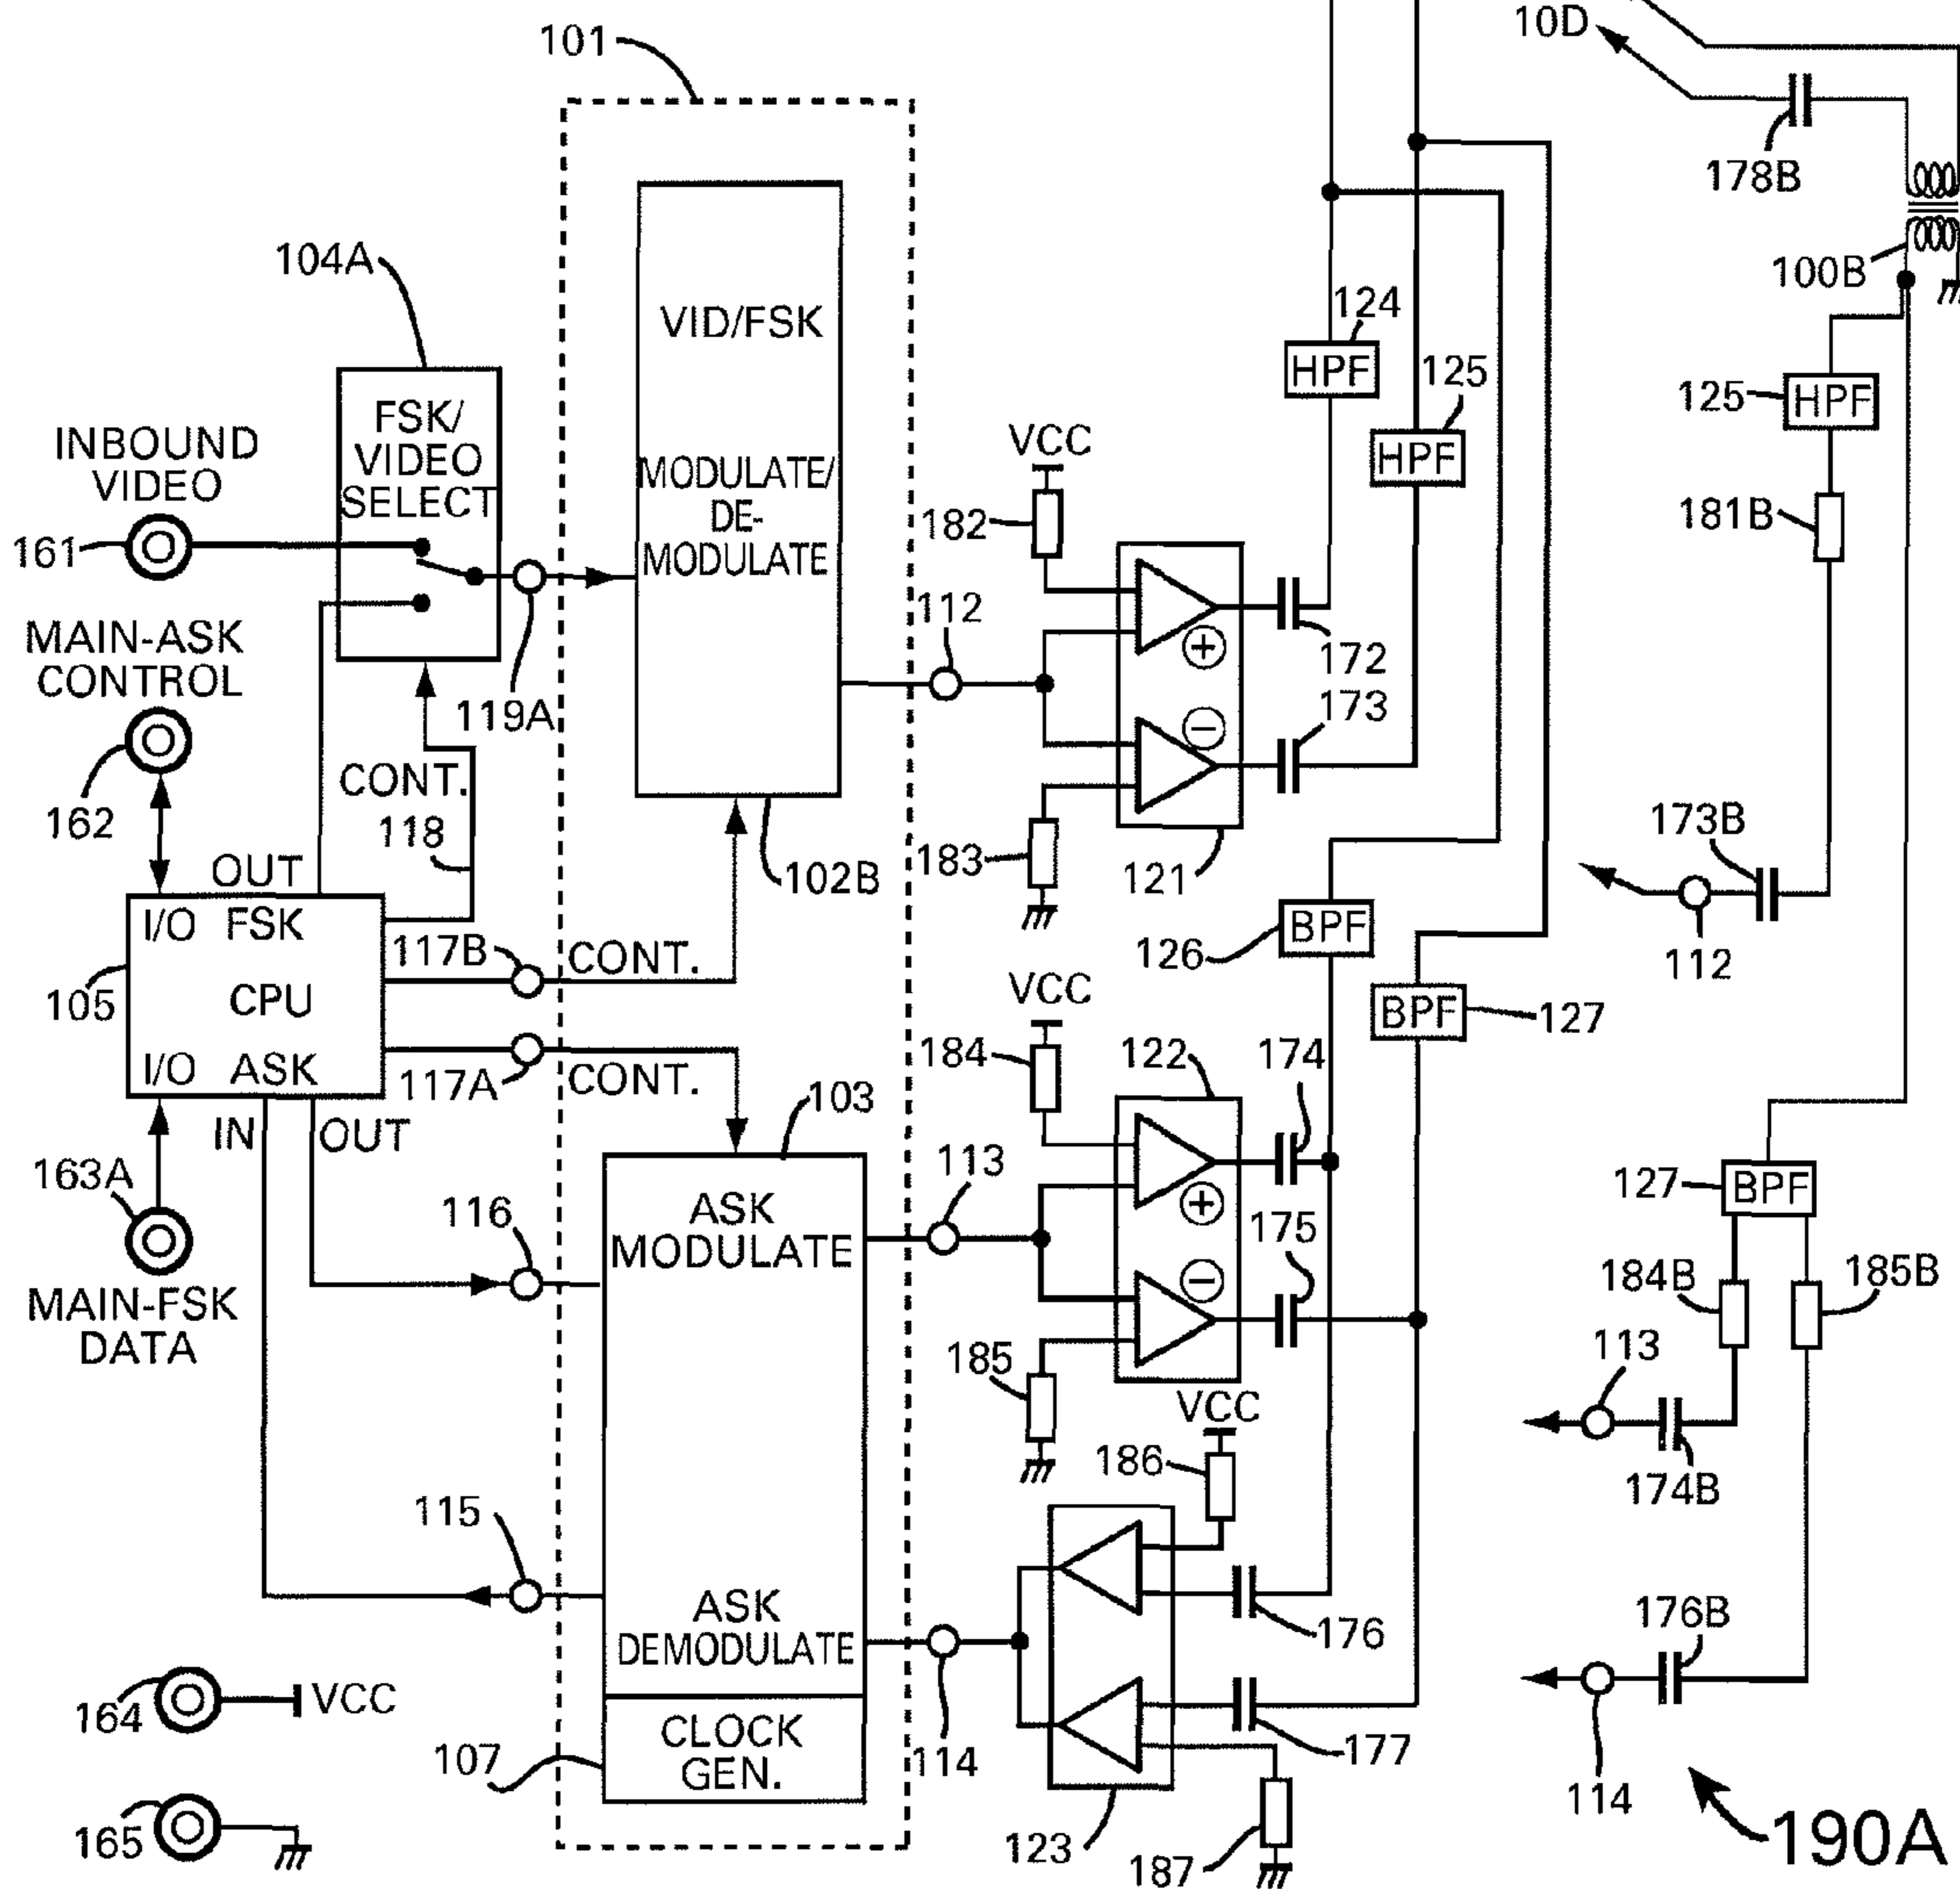 10D
101
178B
104A
100B
VID/FSK
124
HPF
125
HPF
125
HPF
FSK/
VIDEO
SELECT
INBOUND
VIDEO
VCC
MODULATE/
DE-
MODULATE
182
181B
161
112
MAIN-ASK
CONTROL
+
172
119A
173
−
CONT.
162
118
173B
OUT
183
121
102B
I/O FSK
BPF
117B
CONT.
126
112
105
CPU
VCC
BPF
127
I/O ASK
117A
CONT.
184
122
174
103
IN
OUT
163A
113
127
BPF
116
ASK
MODULATE
+
175
−
184B
185B
MAIN-FSK
DATA
185
113
VCC
186
174B
115
ASK
DEMODULATE
176
176B
164
VCC
CLOCK
GEN.
107
114
177
114
165
123
187
190A